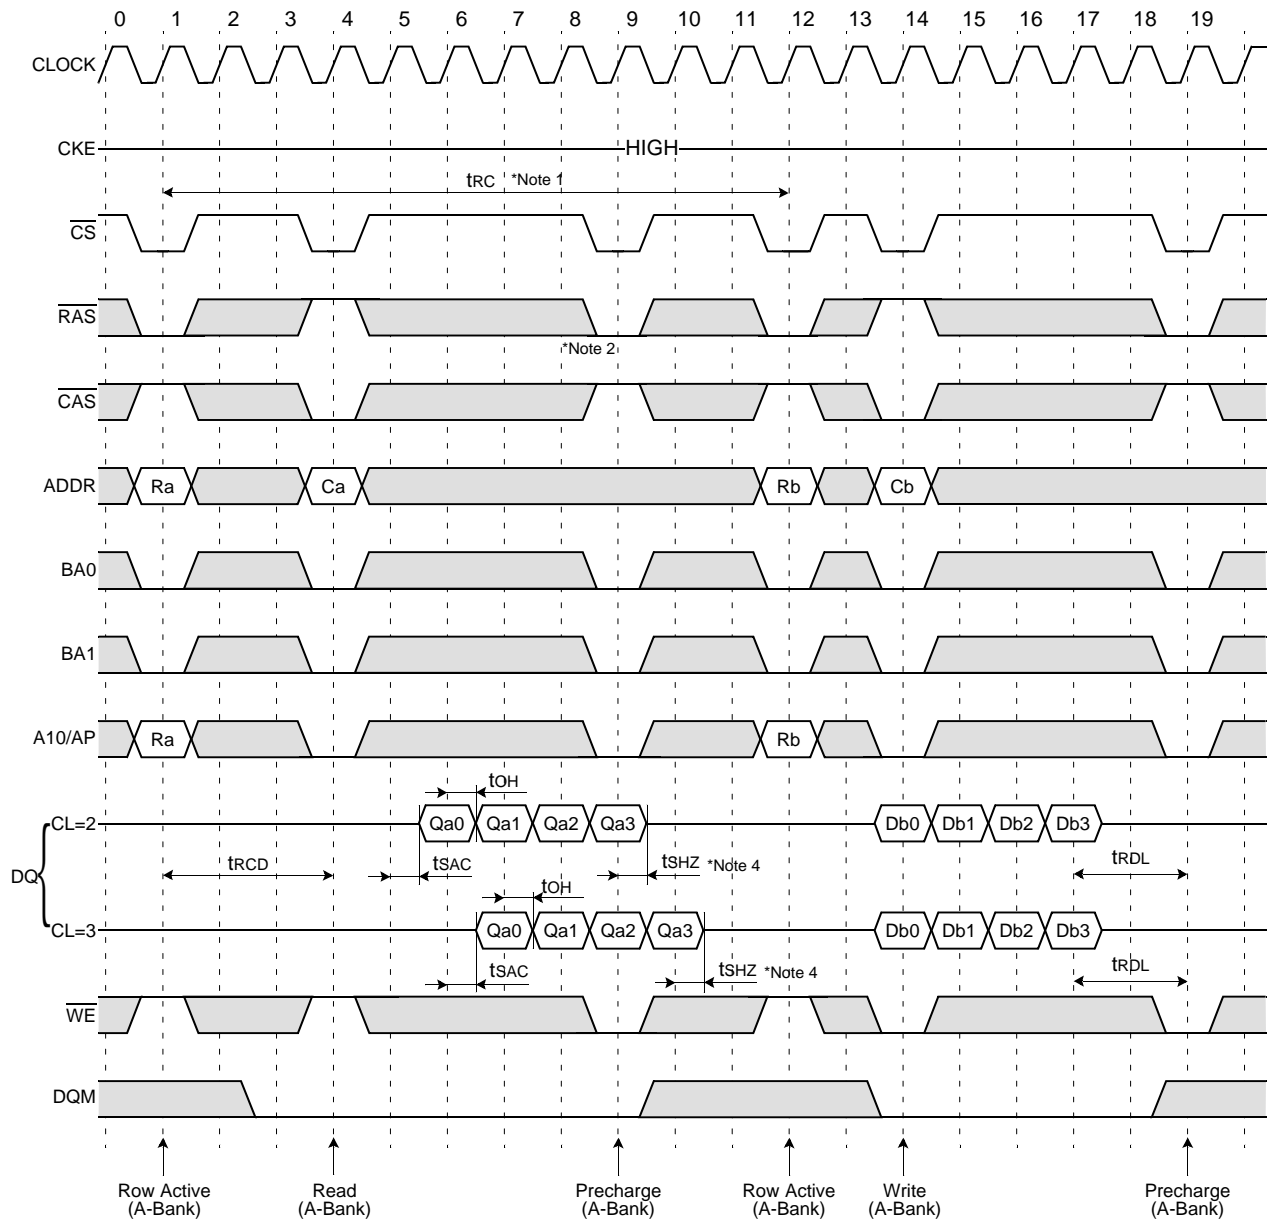 0 1 2 3 4 5 6 7 8 9 10 11 12 13 14 15 16 17 18 19
CLOCK
CKE HIGH
tRC *Note 1
CS
RAS
*Note 2
CAS
ADDR Ra Ca Rb Cb
BA0
BA1
A10/AP Ra Rb
tOH
CL=2 Qa0 Qa1 Qa2 Qa3 Db0 Db1 Db2 Db3
DQ tRCD tSAC tSHZ *Note 4 tRDL
tOH
CL=3 Qa0 Qa1 Qa2 Qa3 Db0 Db1 Db2 Db3
tSAC tSHZ *Note 4 tRDL
WE
DQM
Row Active Read Precharge Row Active Write Precharge
(A-Bank) (A-Bank) (A-Bank) (A-Bank) (A-Bank) (A-Bank)